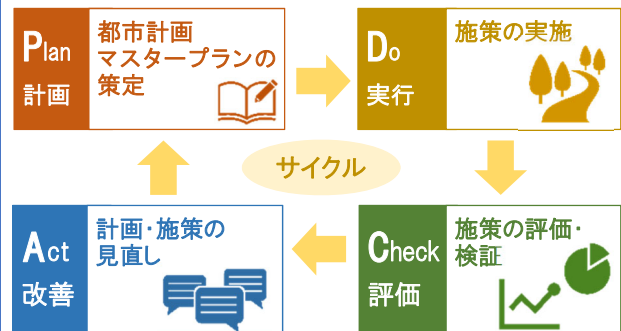 Plan
計画
都市計画
マスタープランの
策定
Do
実行
施策の実施
サイクル
Act
改善
計画・施策の
見直し
Check
評価
施策の評価・
検証